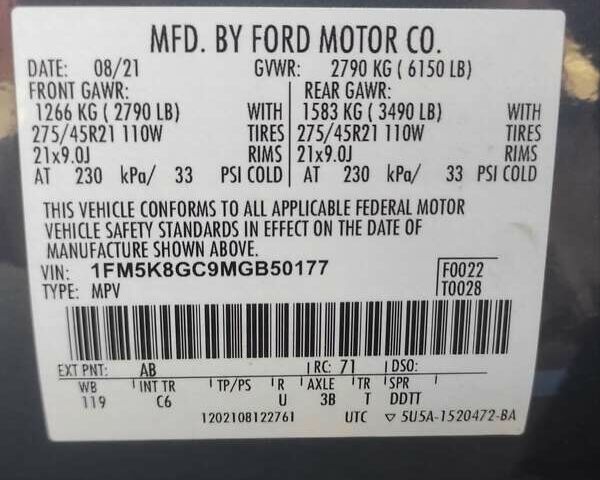 MFD. BY FORD MOTOR CO.
DATE: 08/21 GVWR: 2790 KG ( 6150 LB)
FRONT GAWR: REAR GAWR:
1266 KG ( 2790 LB) WITH 1583 KG ( 3490 LB) WITH
275/45R21 110W TIRES 275/45R21 110W TIRES
21x9.0J RIMS 21x9.0J RIMS
AT 230 kPa/ 33 PSI COLD AT 230 kPa/ 33 PSI COLD
THIS VEHICLE CONFORMS TO ALL APPLICABLE FEDERAL MOTOR
VEHICLE SAFETY STANDARDS IN EFFECT ON THE DATE OF
MANUFACTURE SHOWN ABOVE.
VIN: 1FM5K8GC9MGB50177 F0022
TYPE: MPV T0028
EXT PNT: AB RC: 71 DSO:
WB INT TR TP/PS R AXLE TR SPR
119 C6 U 3B T DDTT
1202108122761 UTC ▽ 5U5A-1520472-BA